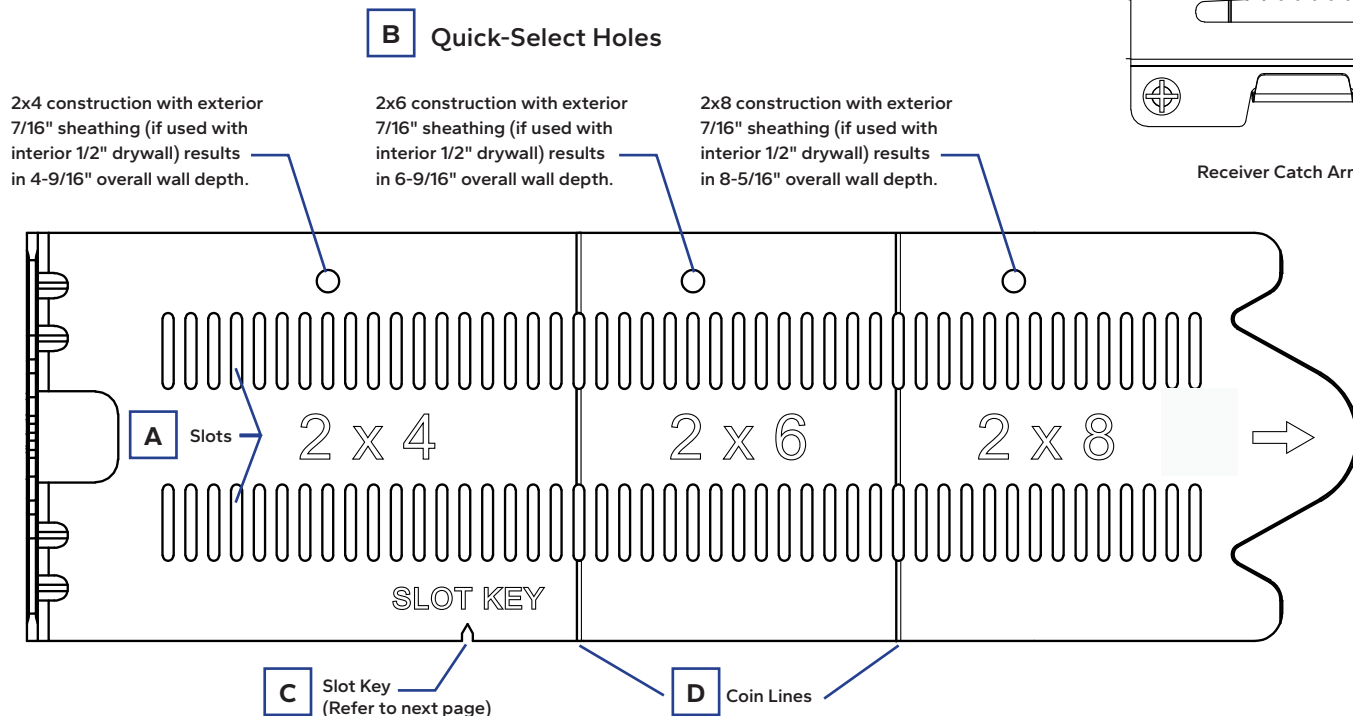 B Quick-Select Holes
2x4 construction with exterior
7/16" sheathing (if used with
interior 1/2" drywall) results
in 4-9/16" overall wall depth.
2x6 construction with exterior
7/16" sheathing (if used with
interior 1/2" drywall) results
in 6-9/16" overall wall depth.
2x8 construction with exterior
7/16" sheathing (if used with
interior 1/2" drywall) results
in 8-5/16" overall wall depth.
Receiver Catch Arm
A Slots
2 x 4
2 x 6
2 x 8
SLOT KEY
C Slot Key
(Refer to next page)
D Coin Lines